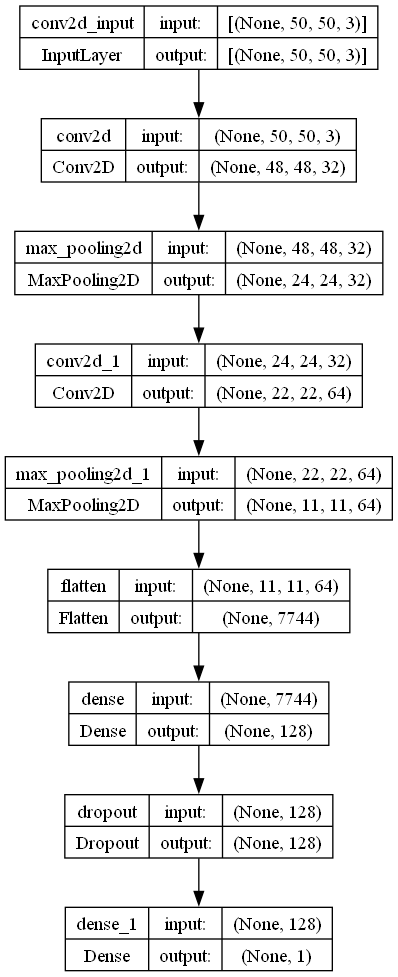 conv2d_input input: [(None, 50, 50, 3)]
InputLayer output: [(None, 50, 50, 3)]
conv2d input: (None, 50, 50, 3)
Conv2D output: (None, 48, 48, 32)
max_pooling2d input: (None, 48, 48, 32)
MaxPooling2D output: (None, 24, 24, 32)
conv2d_1 input: (None, 24, 24, 32)
Conv2D output: (None, 22, 22, 64)
max_pooling2d_1 input: (None, 22, 22, 64)
MaxPooling2D output: (None, 11, 11, 64)
flatten input: (None, 11, 11, 64)
Flatten output: (None, 7744)
dense input: (None, 7744)
Dense output: (None, 128)
dropout input: (None, 128)
Dropout output: (None, 128)
dense_1 input: (None, 128)
Dense output: (None, 1)